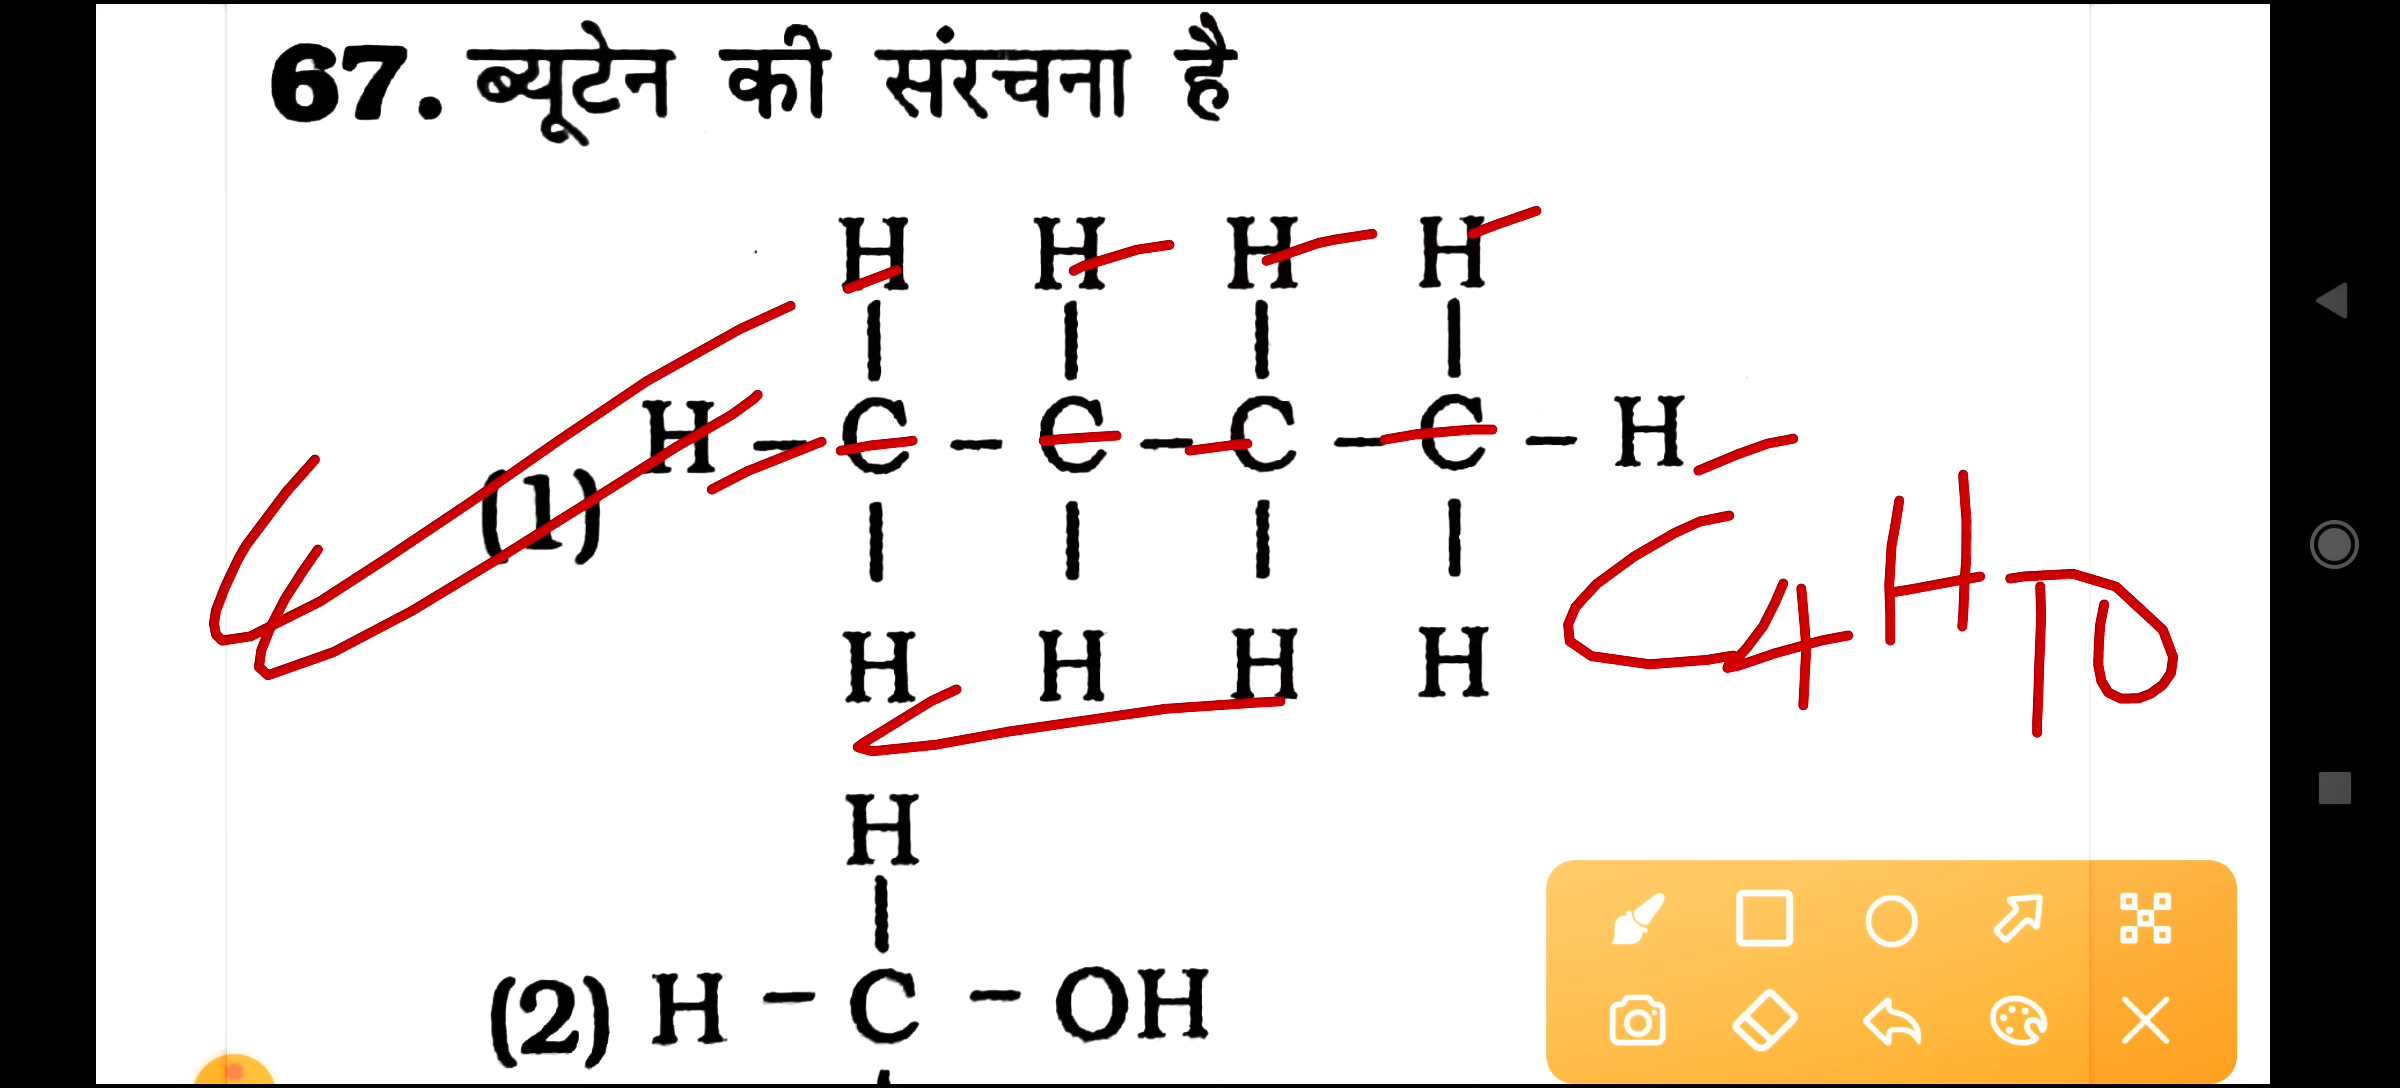 67. ब्यूटेन की संरचना है
H H H H
| | | |
(1) H – C – C – C – C – H
| | | |
H H H H
C4H10
H
|
(2) H – C – OH